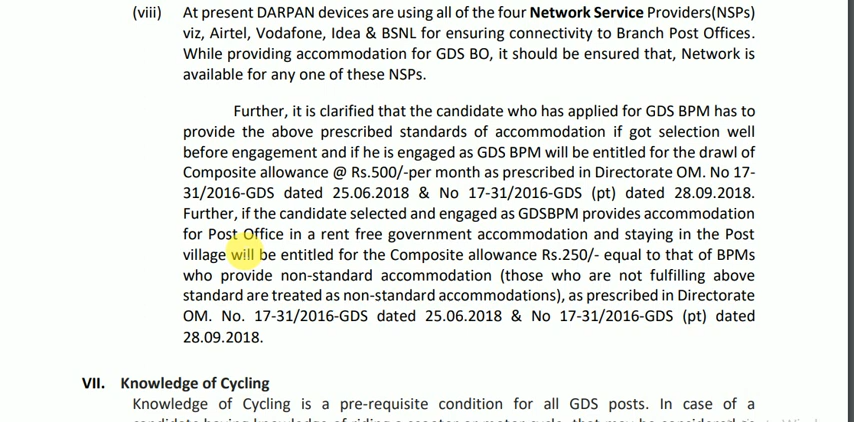 (viii) At present DARPAN devices are using all of the four Network Service Providers(NSPs)
viz, Airtel, Vodafone, Idea & BSNL for ensuring connectivity to Branch Post Offices.
While providing accommodation for GDS BO, it should be ensured that, Network is
available for any one of these NSPs.
Further, it is clarified that the candidate who has applied for GDS BPM has to
provide the above prescribed standards of accommodation if got selection well
before engagement and if he is engaged as GDS BPM will be entitled for the drawl of
Composite allowance @ Rs.500/-per month as prescribed in Directorate OM. No 17-
31/2016-GDS dated 25.06.2018 & No 17-31/2016-GDS (pt) dated 28.09.2018.
Further, if the candidate selected and engaged as GDSBPM provides accommodation
for Post Office in a rent free government accommodation and staying in the Post
village will be entitled for the Composite allowance Rs.250/- equal to that of BPMs
who provide non-standard accommodation (those who are not fulfilling above
standard are treated as non-standard accommodations), as prescribed in Directorate
OM. No. 17-31/2016-GDS dated 25.06.2018 & No 17-31/2016-GDS (pt) dated
28.09.2018.
VII. Knowledge of Cycling
Knowledge of Cycling is a pre-requisite condition for all GDS posts. In case of a